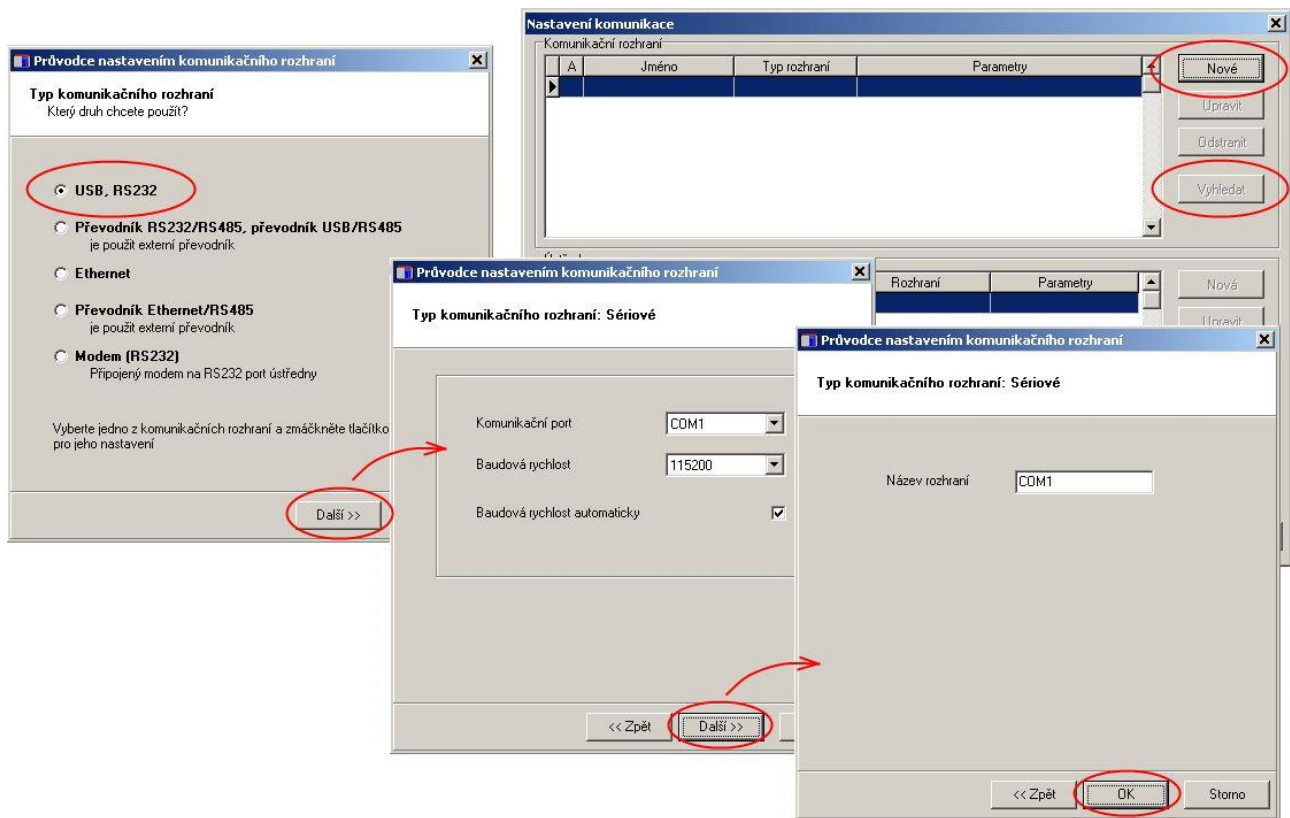 Průvodce nastavením komunikačního rozhraní
Typ komunikačního rozhraní
Který druh chcete použít?
USB, RS232
Převodník RS232/RS485, převodník USB/RS485
je použit externí převodník
Ethernet
Převodník Ethernet/RS485
je použit externí převodník
Modem (RS232)
Připojený modem na RS232 port ústředny
Vyberte jedno z komunikačních rozhraní a zmáčkněte tlačítko
pro jeho nastavení
Další >>
Nastavení komunikace
Komunikační rozhraní
A Jméno Typ rozhraní Parametry
Nové
Upravit
Odstranit
Vyhledat
Rozhraní Parametry
Nová
Upravit
Průvodce nastavením komunikačního rozhraní
Typ komunikačního rozhraní: Sériové
Komunikační port COM1
Baudová rychlost 115200
Baudová rychlost automaticky
<< Zpět Další >>
Průvodce nastavením komunikačního rozhraní
Typ komunikačního rozhraní: Sériové
Název rozhraní COM1
<< Zpět OK Storno